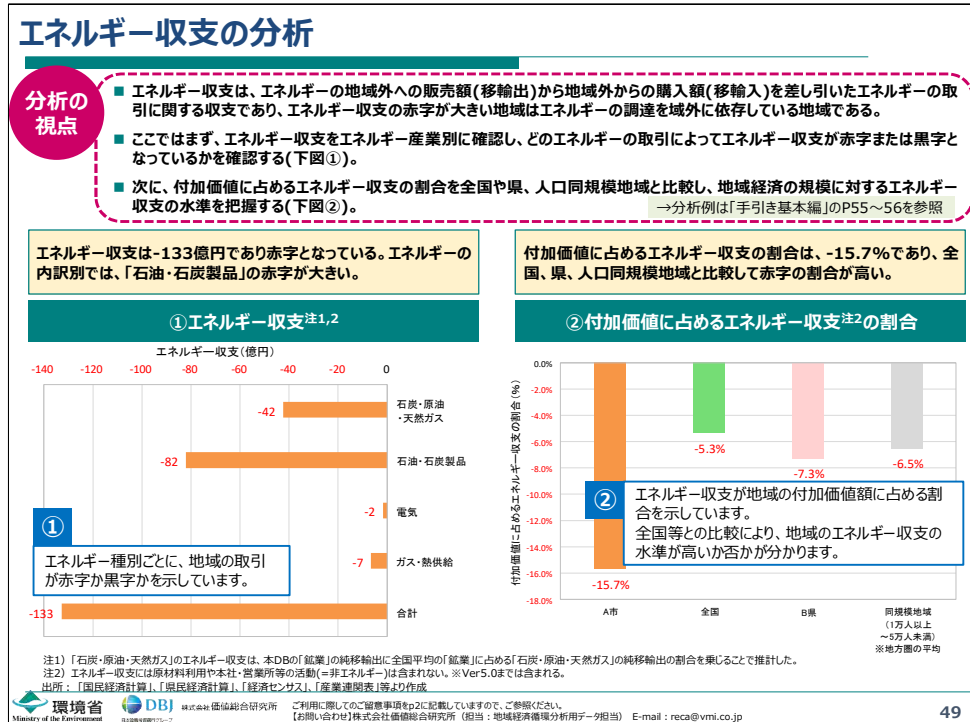 エネルギー収支の分析
分析の
視点
■ エネルギー収支は、エネルギーの地域外への販売額(移輸出)から地域外からの購入額(移輸入)を差し引いたエネルギーの取
引に関する収支であり、エネルギー収支の赤字が大きい地域はエネルギーの調達を域外に依存している地域である。
■ ここではまず、エネルギー収支をエネルギー産業別に確認し、どのエネルギーの取引によってエネルギー収支が赤字または黒字と
なっているかを確認する(下図①)。
■ 次に、付加価値に占めるエネルギー収支の割合を全国や県、人口同規模地域と比較し、地域経済の規模に対するエネルギー
収支の水準を把握する(下図②)。
→分析例は「手引き基本編」のP55~56を参照
エネルギー収支は-133億円であり赤字となっている。エネルギーの
内訳別では、「石油・石炭製品」の赤字が大きい。
①エネルギー収支注1,2
エネルギー収支(億円)
-140 -120 -100 -80 -60 -40 -20 0
-42
石炭・原油
・天然ガス
-82
石油・石炭製品
-2
電気
-7
ガス・熱供給
-133
合計
①
エネルギー種別ごとに、地域の取引
が赤字か黒字かを示しています。
付加価値に占めるエネルギー収支の割合は、-15.7%であり、全
国、県、人口同規模地域と比較して赤字の割合が高い。
②付加価値に占めるエネルギー収支注2の割合
付加価値に占めるエネルギー収支の割合(%)
0.0%
-2.0%
-4.0%
-6.0%
-8.0%
-10.0%
-12.0%
-14.0%
-16.0%
-18.0%
-15.7%
-5.3%
-7.3%
-6.5%
②
エネルギー収支が地域の付加価値額に占める割
合を示しています。
全国等との比較により、地域のエネルギー収支の
水準が高いか否かが分かります。
A市
全国
B県
同規模地域
(1万人以上
~5万人未満)
※地方圏の平均
注1)「石炭・原油・天然ガス」のエネルギー収支は、本DBの「鉱業」の純移輸出に全国平均の「鉱業」に占める「石炭・原油・天然ガス」の純移輸出の割合を乗じることで推計した。
注2)エネルギー収支には原材料利用や本社・営業所等の活動(=非エネルギー)は含まれない。※Ver5.0までは含まれる。
出所:「国民経済計算」、「県民経済計算」、「経済センサス」、「産業連関表」等より作成
環境省
Ministry of the Environment
DBJ
日本政策投資銀行グループ
株式会社価値総合研究所
ご利用に際してのご留意事項をp2に記載していますので、ご参照ください。
【お問い合わせ】株式会社価値総合研究所(担当:地域経済循環分析用データ担当) E-mail:reca@vmi.co.jp
49